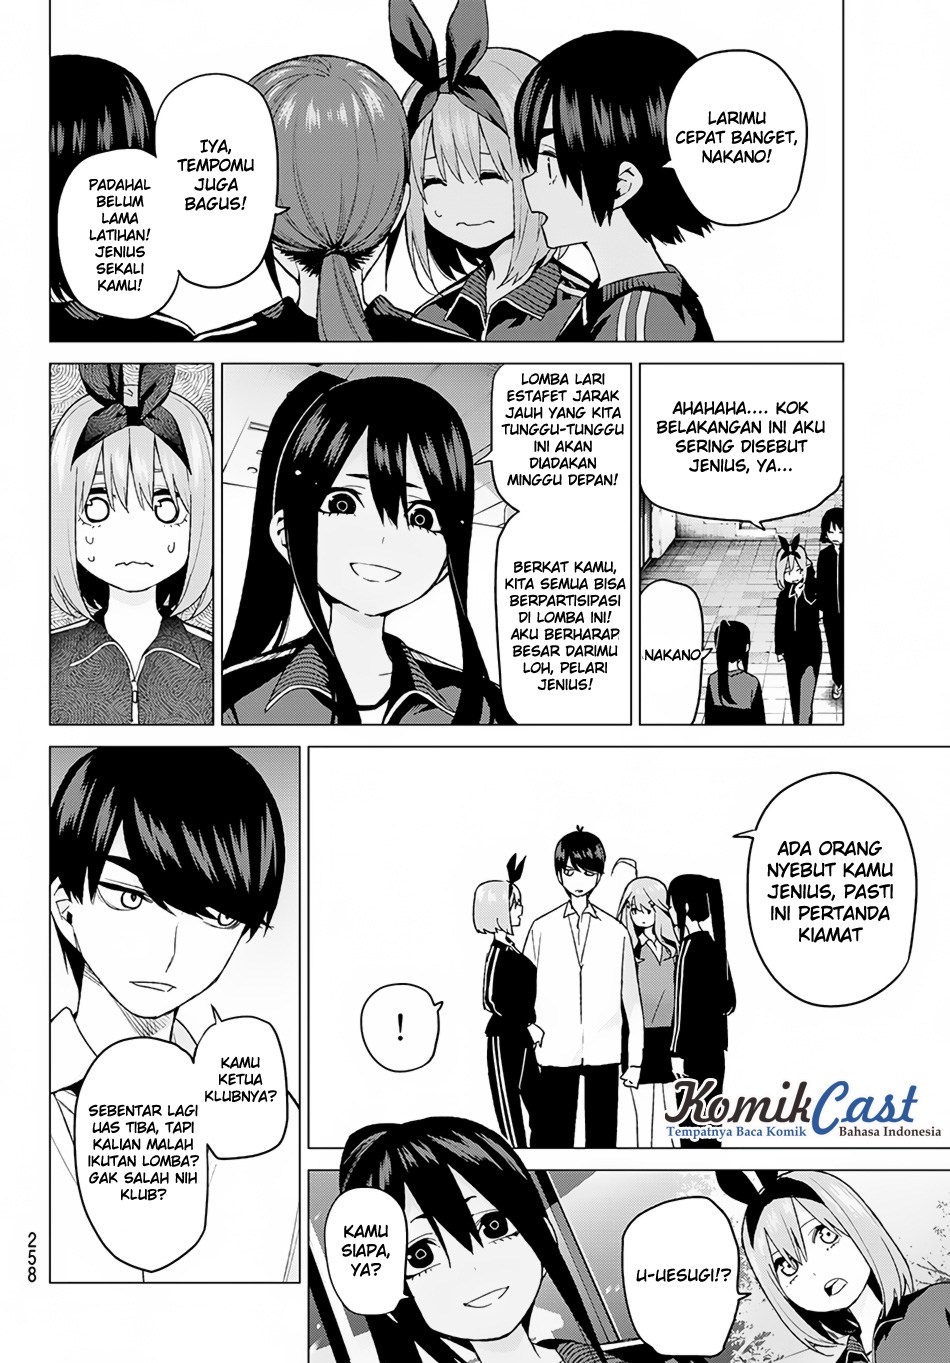 LARIMU
CEPAT BANGET,
NAKANO!
IYA,
TEMPOMU
JUGA
BAGUS!
PADAHAL
BELUM
LAMA
LATIHAN!
JENIUS
SEKALI
KAMU!
AHAHAHA.... KOK
BELAKANGAN INI AKU
SERING DISEBUT
JENIUS, YA...
NAKANO
LOMBA LARI
ESTAFET JARAK
JAUH YANG KITA
TUNGGU-TUNGGU
INI AKAN
DIADAKAN
MINGGU DEPAN!
BERKAT KAMU,
KITA SEMUA BISA
BERPARTISIPASI
DI LOMBA INI!
AKU BERHARAP
BESAR DARIMU
LOH, PELARI
JENIUS!
ADA ORANG
NYEBUT KAMU
JENIUS, PASTI
INI PERTANDA
KIAMAT
!
KomikCast
Tempatnya Baca Komik Bahasa Indonesia
U-UESUGI!?
KAMU
SIAPA,
YA?
KAMU
KETUA
KLUBNYA?
SEBENTAR LAGI
UAS TIBA, TAPI
KALIAN MALAH
IKUTAN LOMBA?
GAK SALAH NIH
KLUB?
258